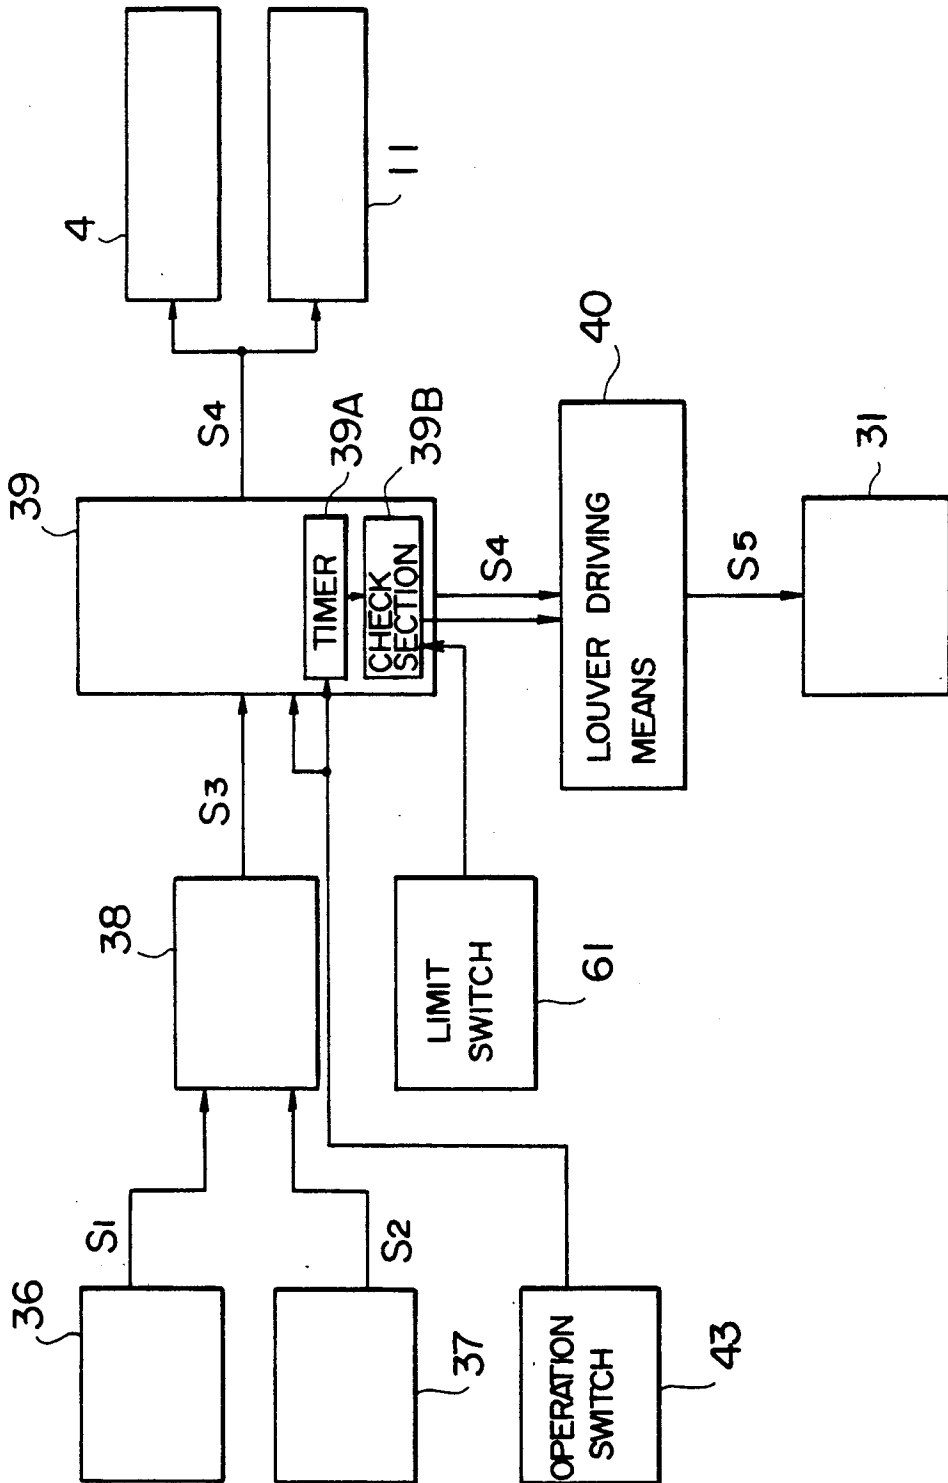 4
11
S4
39
39A
TIMER
39B
CHECK
SECTION
S4
40
LOUVER DRIVING
MEANS
S5
31
S3
38
LIMIT
SWITCH
61
S1
36
S2
37
OPERATION
SWITCH
43